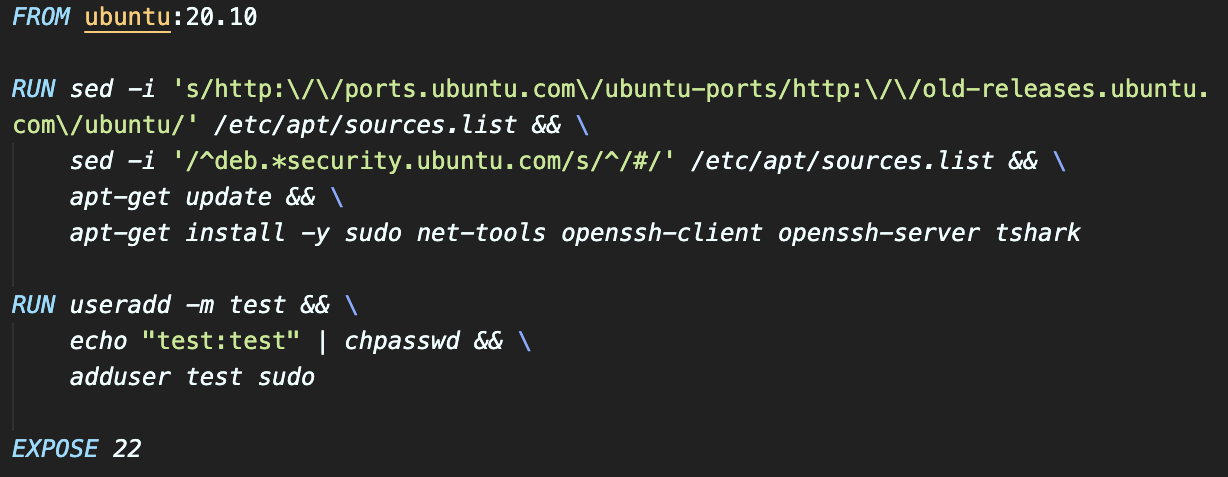 FROM ubuntu:20.10
RUN sed -i 's/http:\/\/ports.ubuntu.com\/ubuntu-ports/http:\/\/old-releases.ubuntu.
com\/ubuntu/' /etc/apt/sources.list && \
    sed -i '/^deb.*security.ubuntu.com/s/^/#/' /etc/apt/sources.list && \
    apt-get update && \
    apt-get install -y sudo net-tools openssh-client openssh-server tshark
RUN useradd -m test && \
    echo "test:test" | chpasswd && \
    adduser test sudo
EXPOSE 22